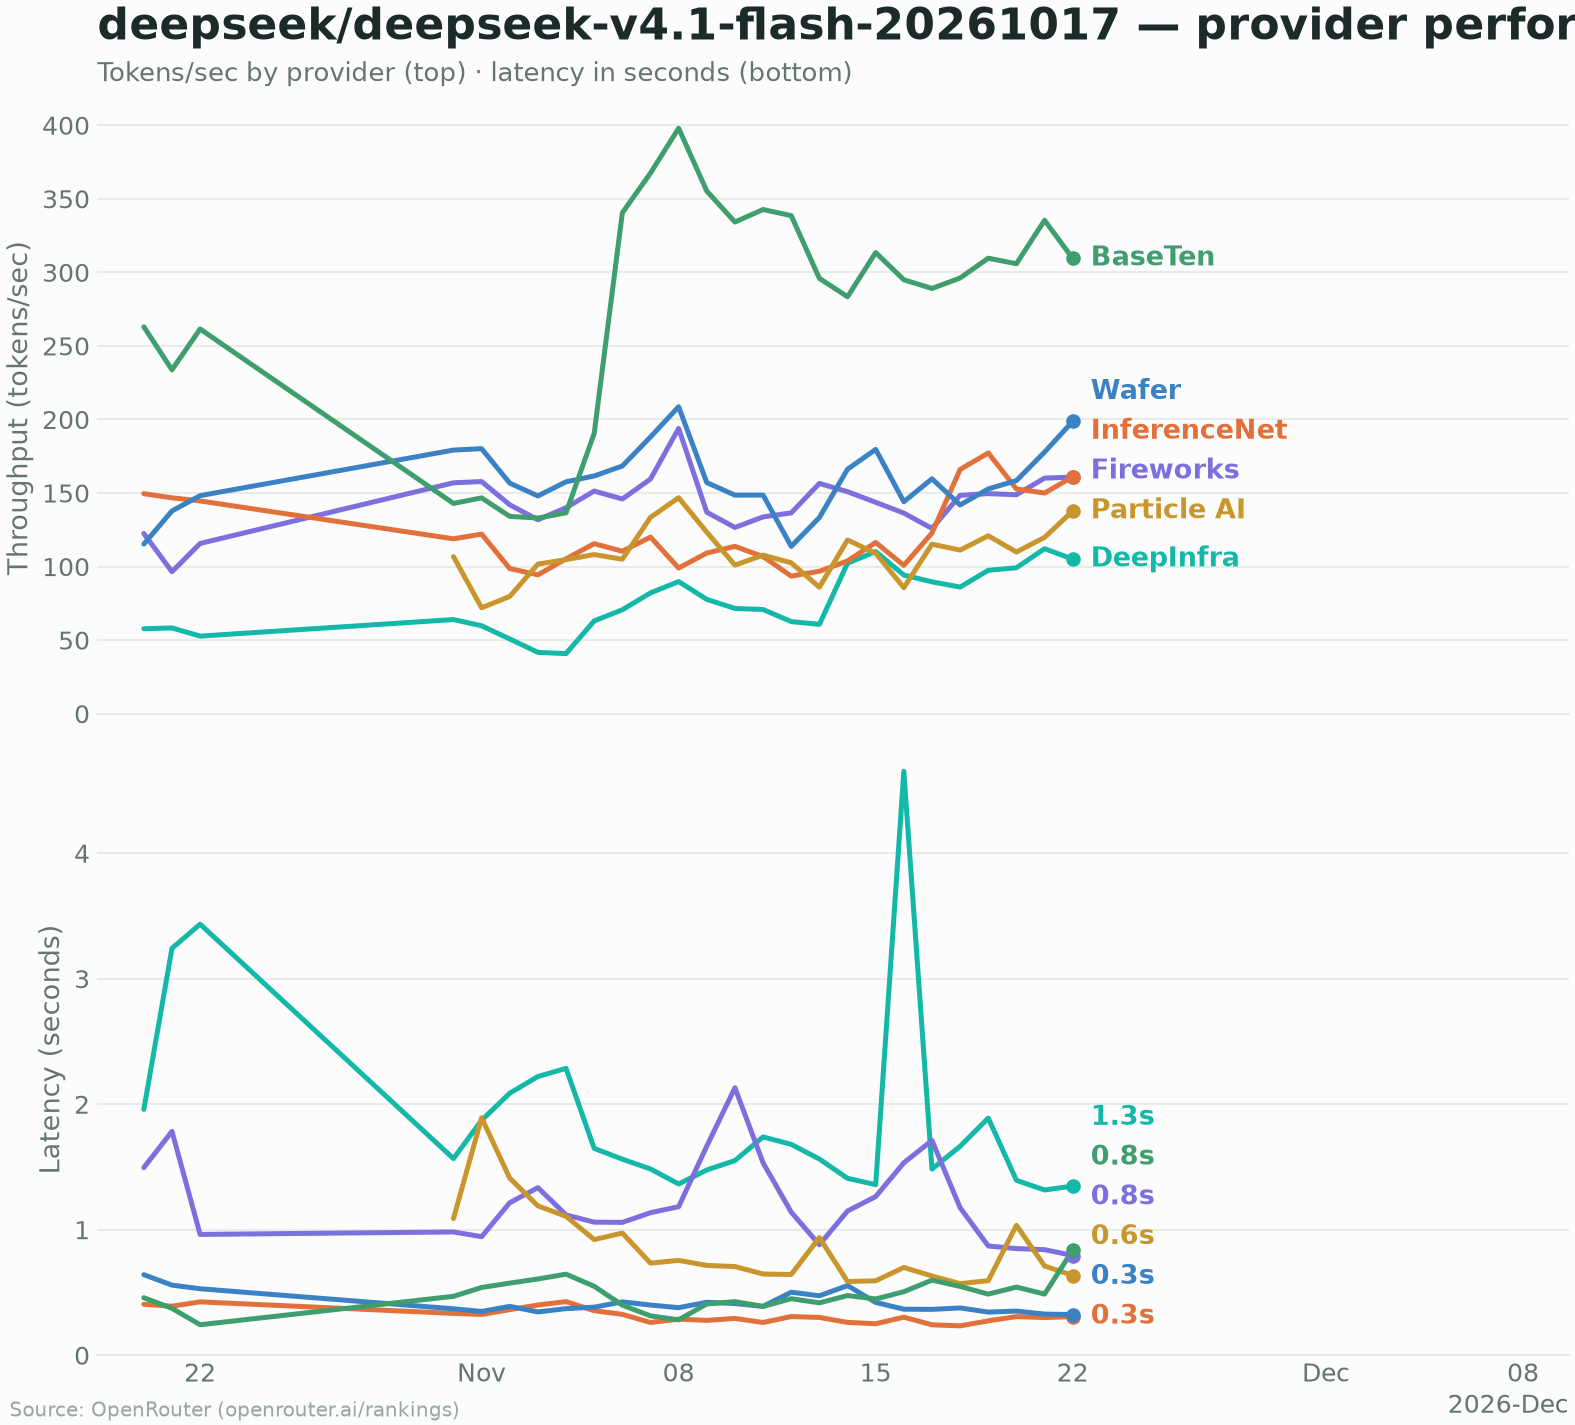 deepseek/deepseek-v4.1-flash-20261017 — provider perfor
Tokens/sec by provider (top) · latency in seconds (bottom)
Throughput (tokens/sec)
400
350
300
250
200
150
100
50
0
BaseTen
Wafer
InferenceNet
Fireworks
Particle AI
DeepInfra
Latency (seconds)
4
3
2
1
0
1.3s
0.8s
0.8s
0.6s
0.3s
0.3s
22
Nov
08
15
22
Dec
08
2026-Dec
Source: OpenRouter (openrouter.ai/rankings)